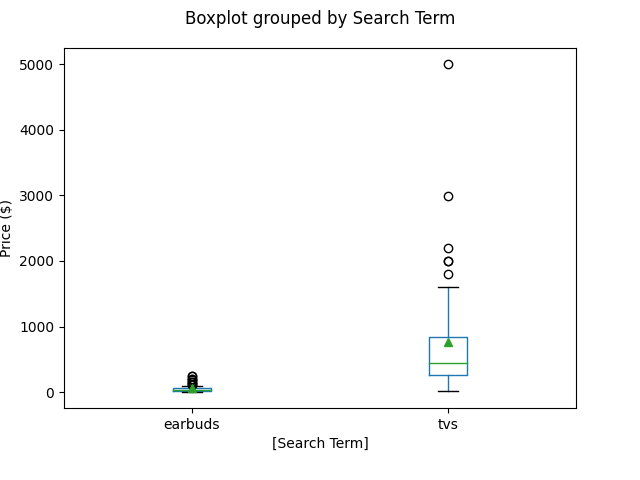 Boxplot grouped by Search Term
Price ($)
5000
4000
3000
2000
1000
0
earbuds
tvs
[Search Term]